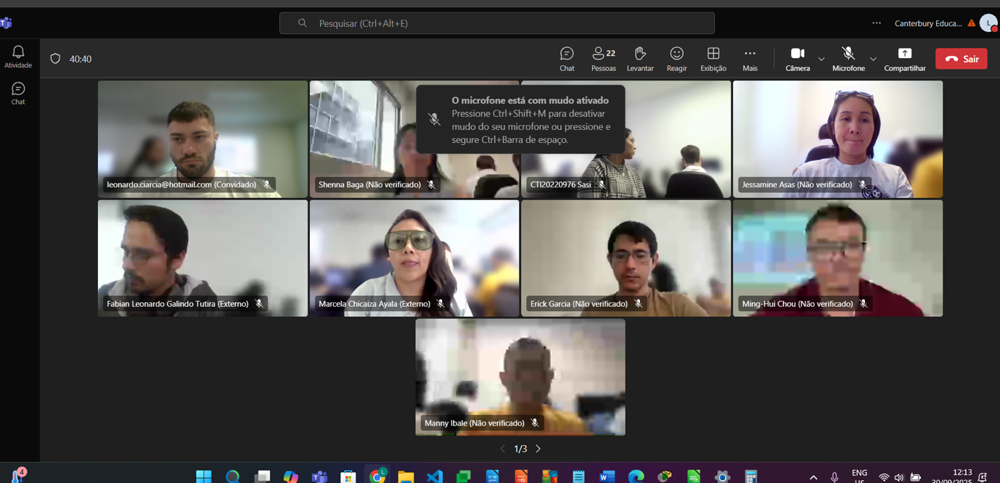 Pesquisar (Ctrl+Alt+E)
Canterbury Educa...
L
Atividade
Chat
40:40
Chat
22
Pessoas
Levantar
Reagir
Exibição
Mais
Câmera
Microfone
Compartilhar
Sair
O microfone está com mudo ativado
Pressione Ctrl+Shift+M para desativar
mudo do seu microfone ou pressione e
segure Ctrl+Barra de espaço.
leonardo.ciarcia@hotmail.com (Convidado)
Shenna Baga (Não verificado)
CTI20220976 Sasi
Jessamine Asas (Não verificado)
Fabian Leonardo Galindo Tutira (Externo)
Marcela Chicaiza Ayala (Externo)
Erick Garcia (Não verificado)
Ming-Hui Chou (Não verificado)
Manny Ibale (Não verificado)
1/3
4
L
ENG
US
12:13
30/09/2025